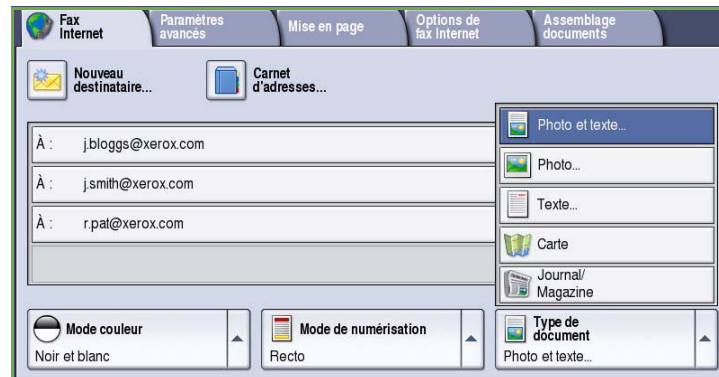 Fax
Internet
Paramètres
avancés
Mise en page
Options de
fax Internet
Assemblage
documents
Nouveau
destinataire...
Carnet
d'adresses...
À : j.bloggs@xerox.com
À : j.smith@xerox.com
À : r.pat@xerox.com
Photo et texte...
Photo...
Texte...
Carte
Journal/
Magazine
Mode couleur
Noir et blanc
Mode de numérisation
Recto
Type de
document
Photo et texte...